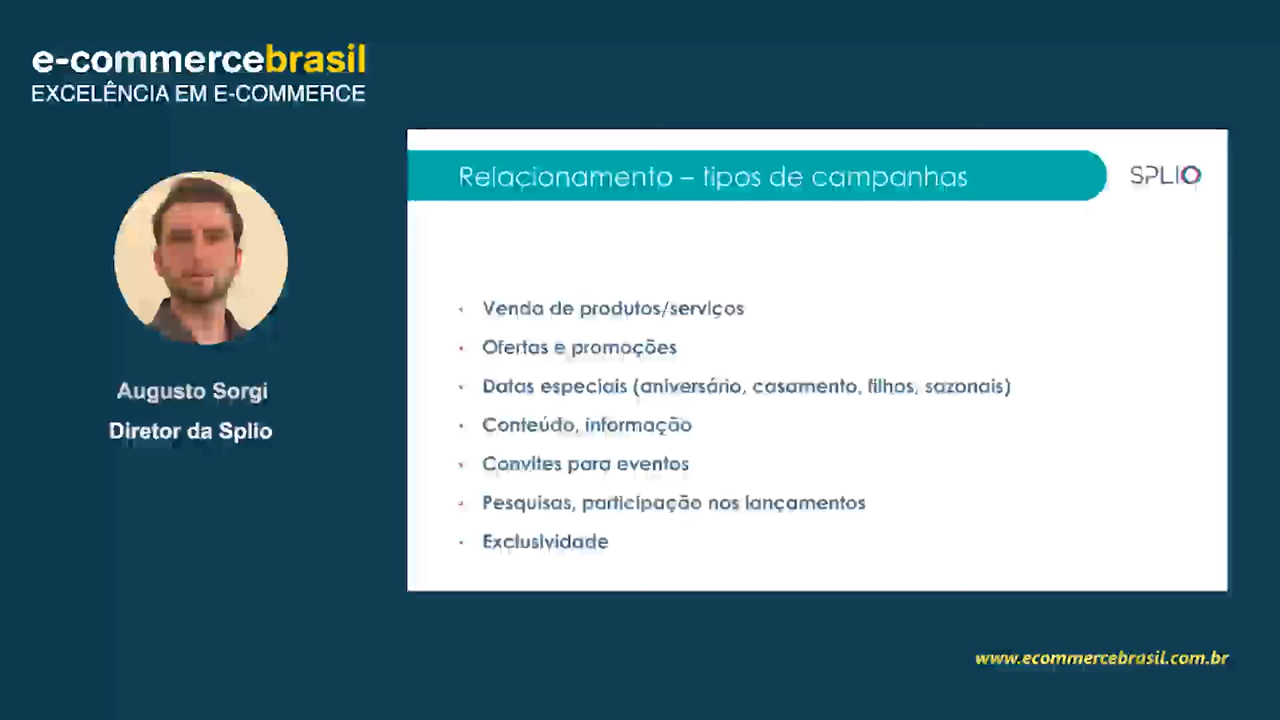 e-commercebrasil
EXCELÊNCIA EM E-COMMERCE
Relacionamento – tipos de campanhas
SPLIO
Venda de produtos/serviços
Ofertas e promoções
Datas especiais (aniversário, casamento, filhos, sazonais)
Conteúdo, informação
Convites para eventos
Pesquisas, participação nos lançamentos
Exclusividade
Augusto Sorgi
Diretor da Splio
www.ecommercebrasil.com.br